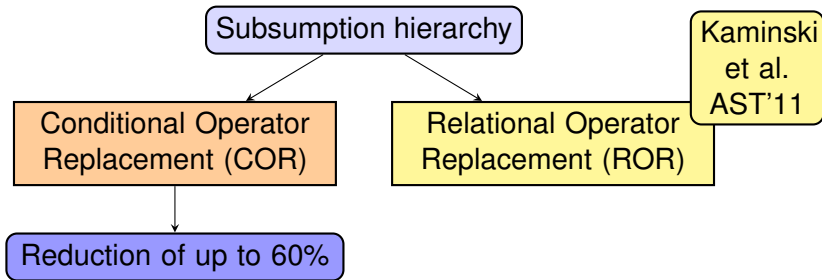 Subsumption hierarchy
Kaminski
et al.
AST'11
Conditional Operator
Replacement (COR)
Relational Operator
Replacement (ROR)
Reduction of up to 60%